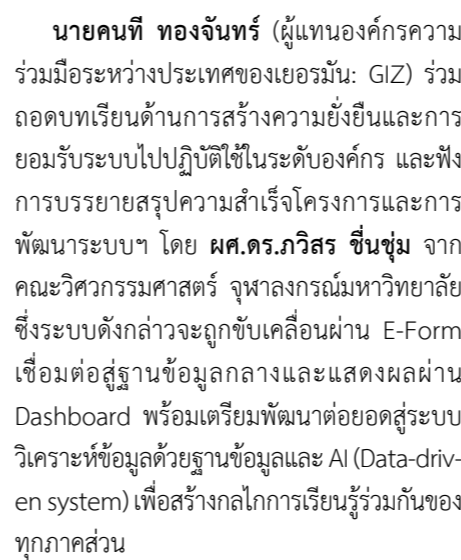 นายคนที ทองจันทร์ (ผู้แทนองค์กรความ
ร่วมมือระหว่างประเทศของเยอรมัน: GIZ) ร่วม
ถอดบทเรียนด้านการสร้างความยั่งยืนและการ
ยอมรับระบบไปปฏิบัติใช้ในระดับองค์กร และฟัง
การบรรยายสรุปความสำเร็จโครงการและการ
พัฒนาระบบฯ โดย ผศ.ดร.ภวิสร ชื่นชุ่ม จาก
คณะวิศวกรรมศาสตร์ จุฬาลงกรณ์มหาวิทยาลัย
ซึ่งระบบดังกล่าวจะถูกขับเคลื่อนผ่าน E-Form
เชื่อมต่อสู่ฐานข้อมูลกลางและแสดงผลผ่าน
Dashboard พร้อมเตรียมพัฒนาต่อยอดสู่ระบบ
วิเคราะห์ข้อมูลด้วยฐานข้อมูลและ AI (Data-driv-
en system) เพื่อสร้างกลไกการเรียนรู้ร่วมกันของ
ทุกภาคส่วน